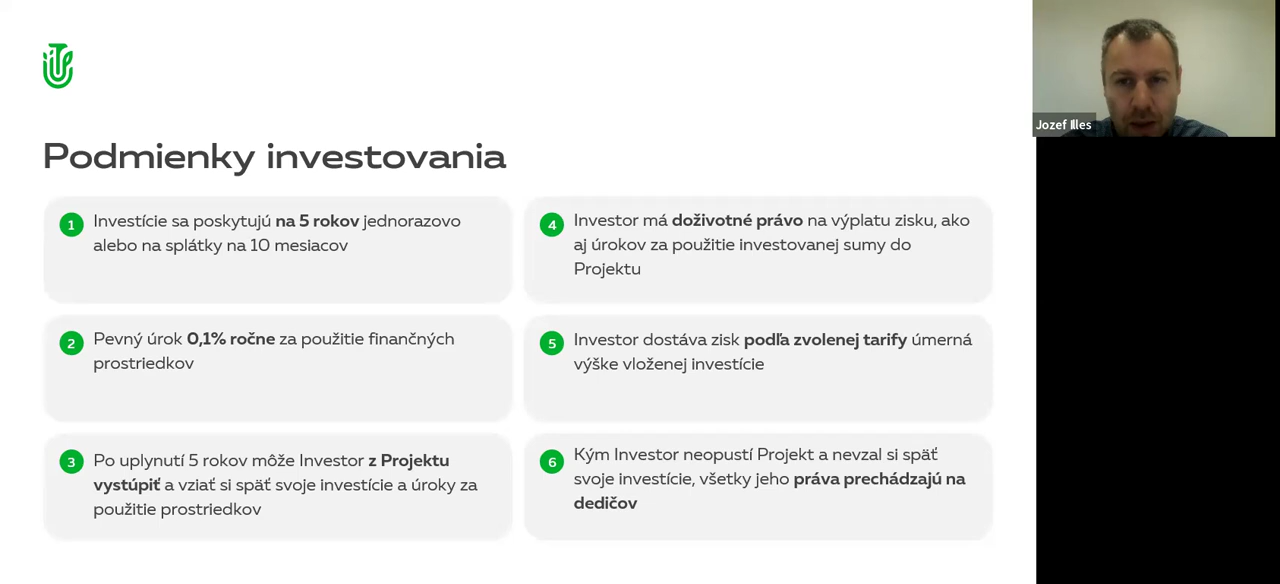 Podmienky investovania
1
Investície sa poskytujú na 5 rokov jednorazovo
alebo na splátky na 10 mesiacov
2
Pevný úrok 0,1% ročne za použitie finančných
prostriedkov
3
Po uplynutí 5 rokov môže Investor z Projektu
vystúpiť a vziať si späť svoje investície a úroky za
použitie prostriedkov
4
Investor má doživotné právo na výplatu zisku, ako
aj úrokov za použitie investovanej sumy do
Projektu
5
Investor dostáva zisk podľa zvolenej tarify úmerná
výške vloženej investície
6
Kým Investor neopustí Projekt a nevzal si späť
svoje investície, všetky jeho práva prechádzajú na
dedičov
Jozef Illes